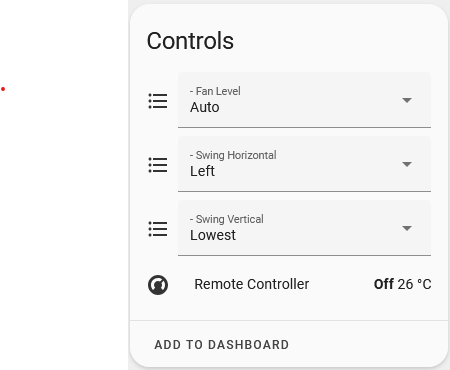 Controls
- Fan Level
Auto
- Swing Horizontal
Left
- Swing Vertical
Lowest
Remote Controller Off 26 °C
ADD TO DASHBOARD